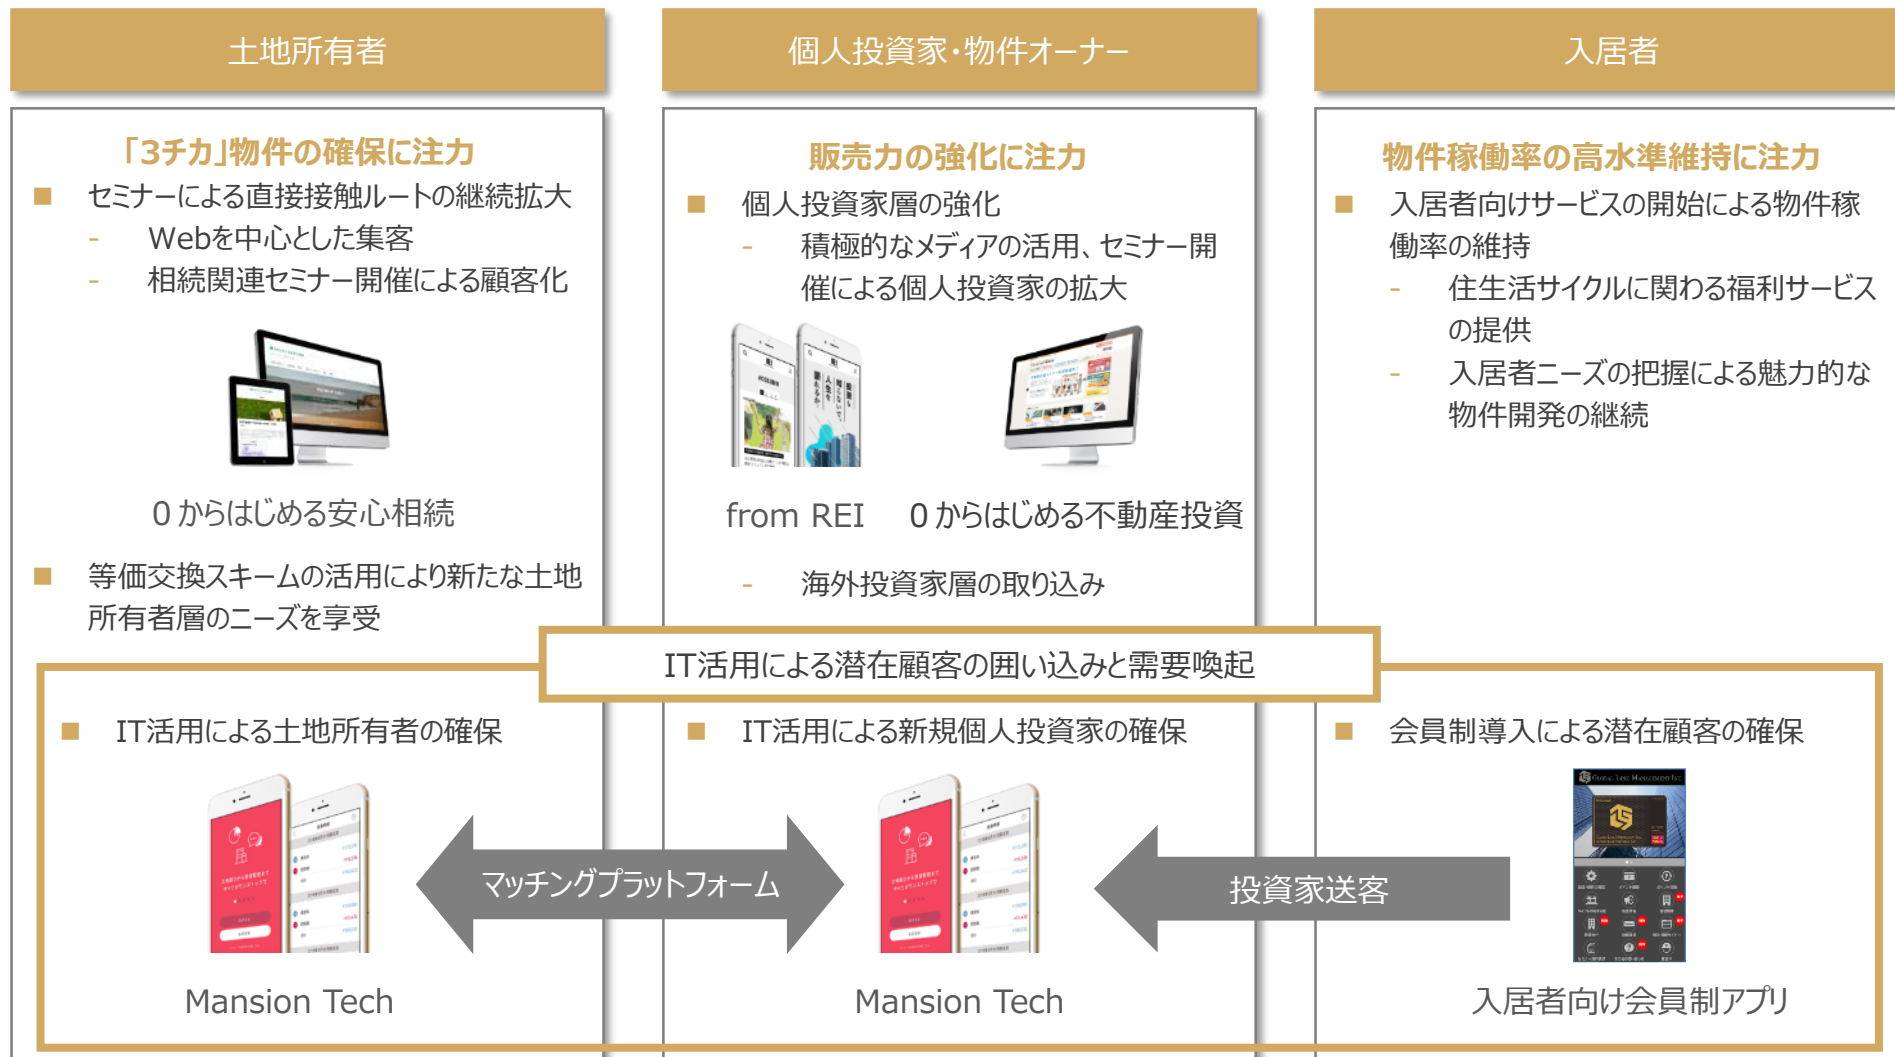 土地所有者
「3チカ」物件の確保に注力
■ セミナーによる直接接触ルートの継続拡大
- Webを中心とした集客
- 相続関連セミナー開催による顧客化
０からはじめる安心相続
■ 等価交換スキームの活用により新たな土地
所有者層のニーズを享受
個人投資家・物件オーナー
販売力の強化に注力
■ 個人投資家層の強化
- 積極的なメディアの活用、セミナー開
催による個人投資家の拡大
投資も
知らないで、
人生を
語れるか。
from REI
０からはじめる不動産投資
- 海外投資家層の取り込み
入居者
物件稼働率の高水準維持に注力
■ 入居者向けサービスの開始による物件稼
働率の維持
- 住生活サイクルに関わる福利サービス
の提供
- 入居者ニーズの把握による魅力的な
物件開発の継続
IT活用による潜在顧客の囲い込みと需要喚起
■ IT活用による土地所有者の確保
Mansion Tech
マッチングプラットフォーム
■ IT活用による新規個人投資家の確保
Mansion Tech
投資家送客
■ 会員制導入による潜在顧客の確保
GLOBAL LINK MANAGEMENT INC.
入居者向け会員制アプリ